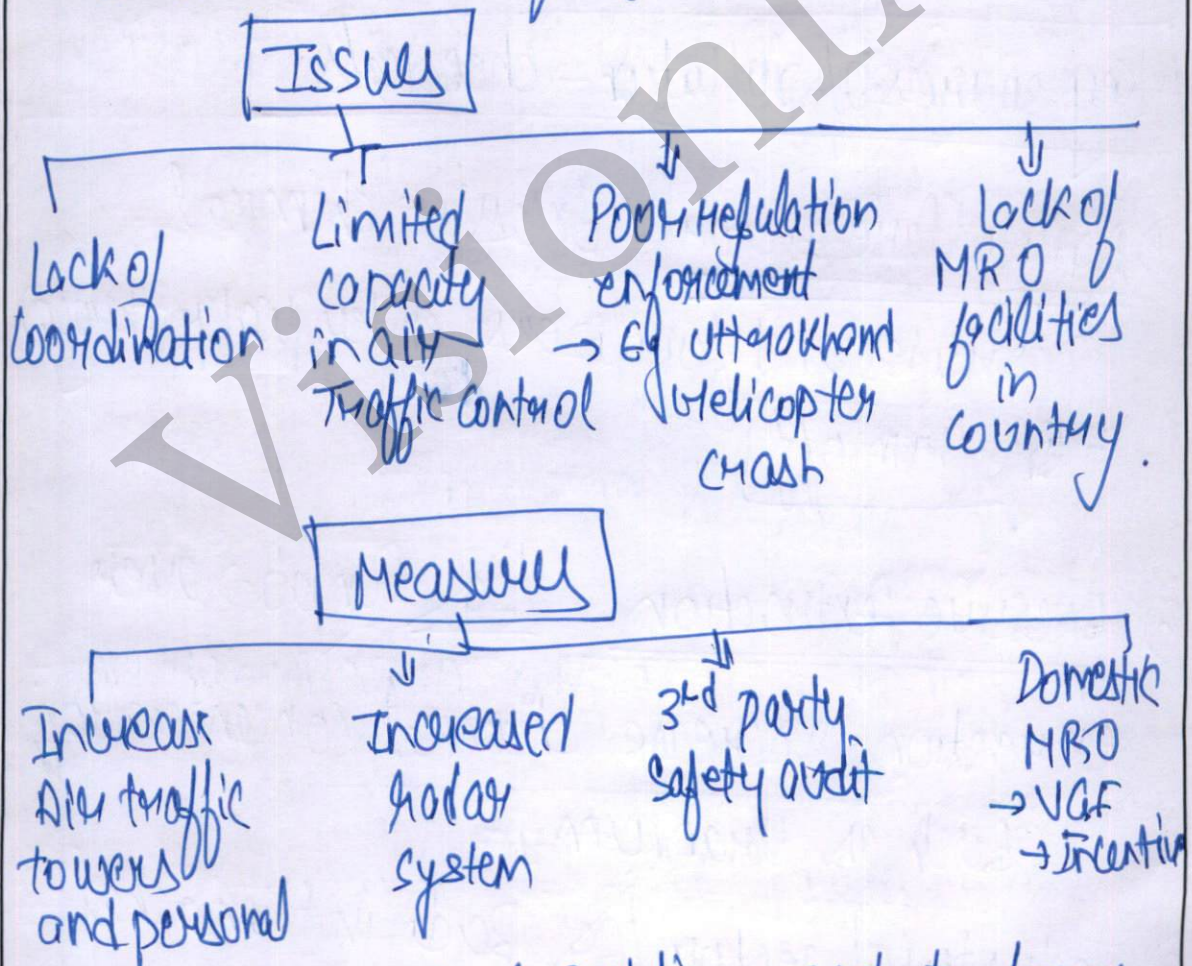 Issues
Lack of
Coordination
Limited
capacity
in air
Traffic control
Poor regulation
enforcement
→ Eg Uttrakhand
Helicopter
crash
Lack of
MRO
facilities
in
country.
Measures
Increase
Air traffic
towers
and personal
Increased
radar
system
3rd party
safety audit
Domestic
MRO
→ VGF
→ Incentive
Vision